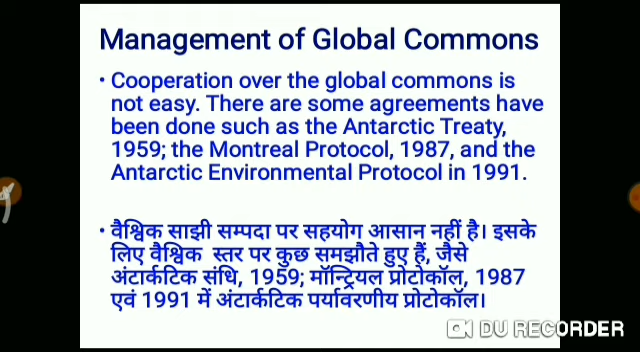 Management of Global Commons
• Cooperation over the global commons is
not easy. There are some agreements have
been done such as the Antarctic Treaty,
1959; the Montreal Protocol, 1987, and the
Antarctic Environmental Protocol in 1991.
• वैश्विक साझी सम्पदा पर सहयोग आसान नहीं है। इसके
लिए वैश्विक स्तर पर कुछ समझौते हुए हैं, जैसे
अंटार्कटिक संधि, 1959; मॉन्ट्रियल प्रोटोकॉल, 1987
एवं 1991 में अंटार्कटिक पर्यावरणीय प्रोटोकॉल।
DU RECORDER